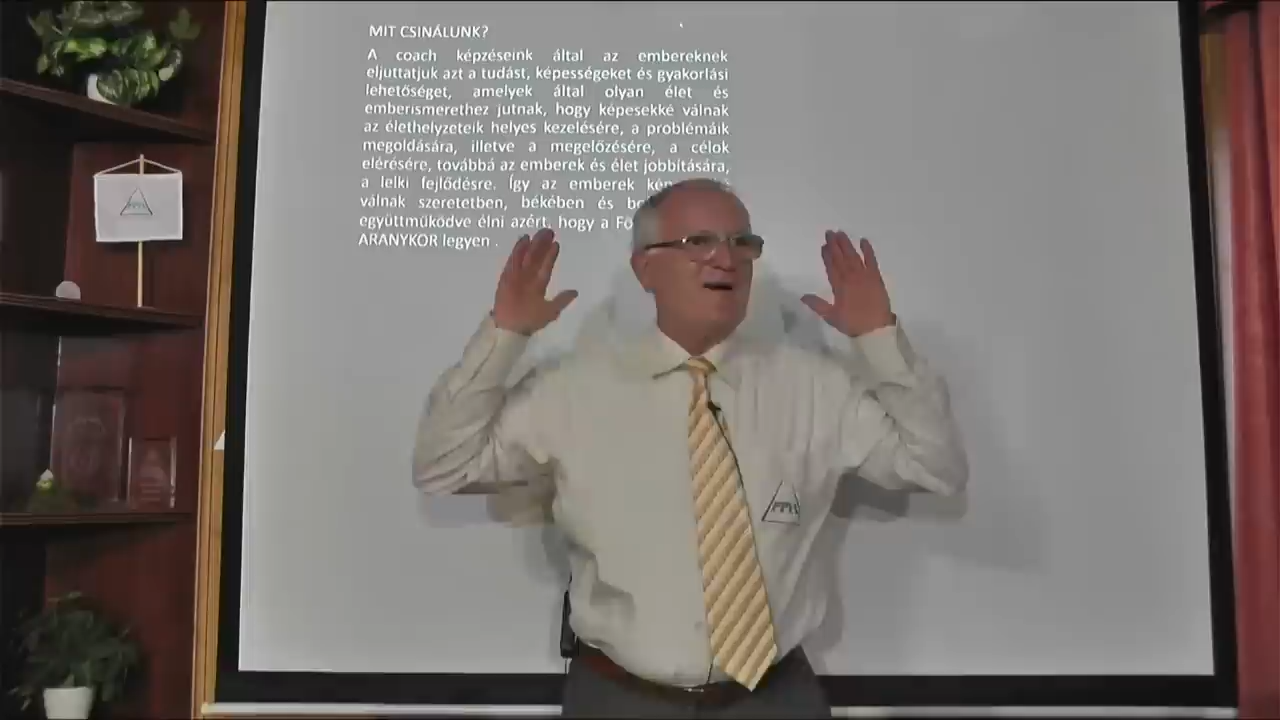 MIT CSINÁLUNK?
A coach képzéseink által az embereknek
eljuttatjuk azt a tudást, képességeket és gyakorlási
lehetőséget, amelyek által olyan élet és
emberismerethez jutnak, hogy képesekké válnak
az élethelyzeteik helyes kezelésére, a problémáik
megoldására, illetve a megelőzésére, a célok
elérésére, továbbá az emberek és élet jobbítására,
a lelki fejlődésre. Így az emberek
válnak szeretetben, békében és
együttműködve élni azért, hogy a
ARANYKOR legyen .